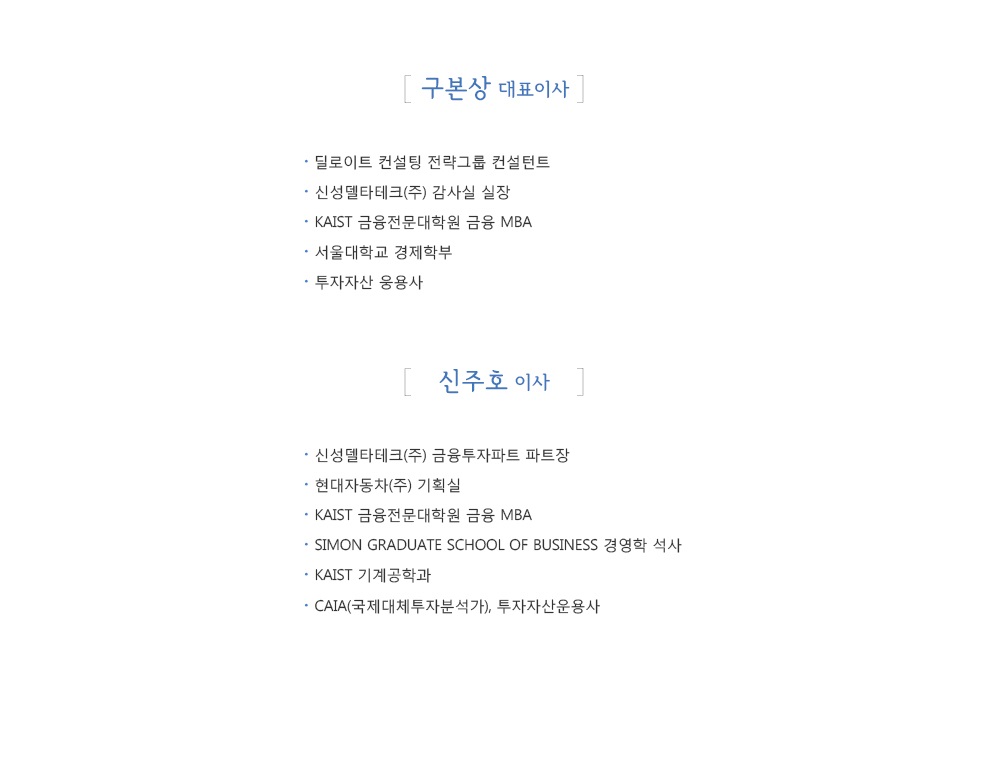 [ 구본상 대표이사 ]
· 딜로이트 컨설팅 전략그룹 컨설턴트
· 신성델타테크(주) 감사실 실장
· KAIST 금융전문대학원 금융 MBA
· 서울대학교 경제학부
· 투자자산 웅용사
[ 신주호 이사 ]
· 신성델타테크(주) 금융투자파트 파트장
· 현대자동차(주) 기획실
· KAIST 금융전문대학원 금융 MBA
· SIMON GRADUATE SCHOOL OF BUSINESS 경영학 석사
· KAIST 기계공학과
· CAIA(국제대체투자분석가), 투자자산운용사